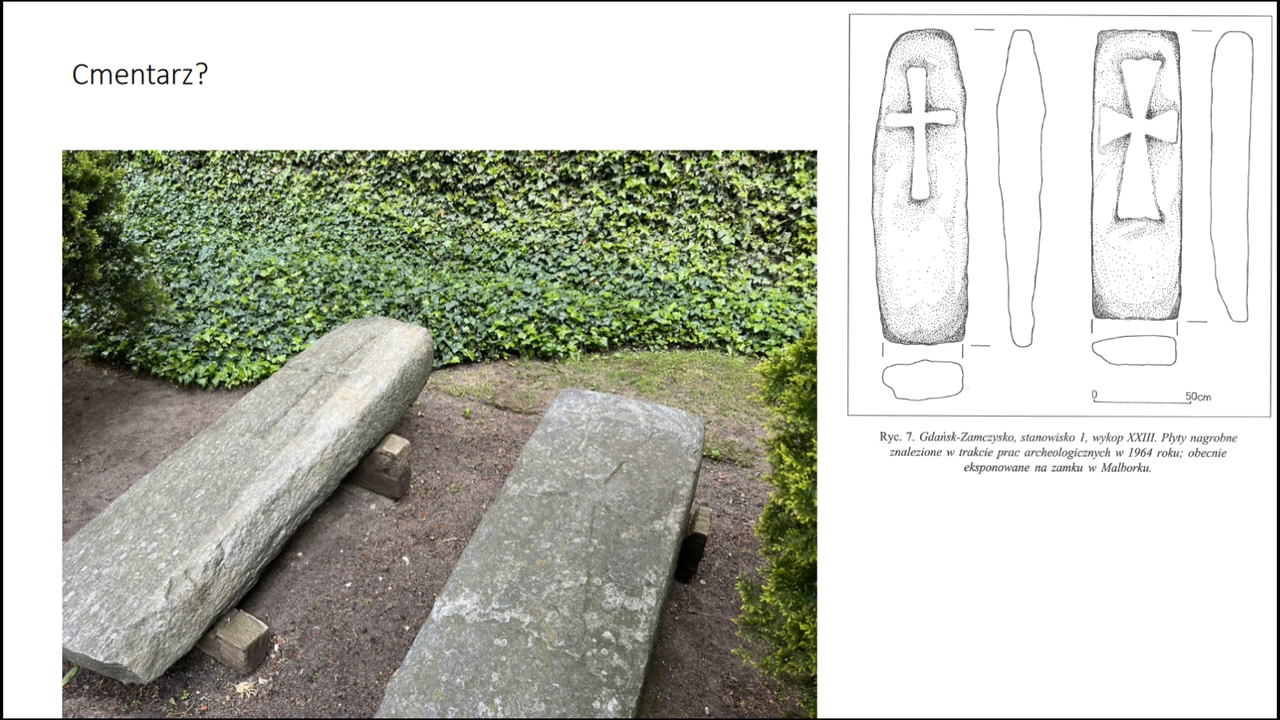 Cmentarz?
0 50cm
Ryc. 7. Gdańsk-Zamczysko, stanowisko 1, wykop XXIII. Płyty nagrobne
znalezione w trakcie prac archeologicznych w 1964 roku; obecnie
eksponowane na zamku w Malborku.